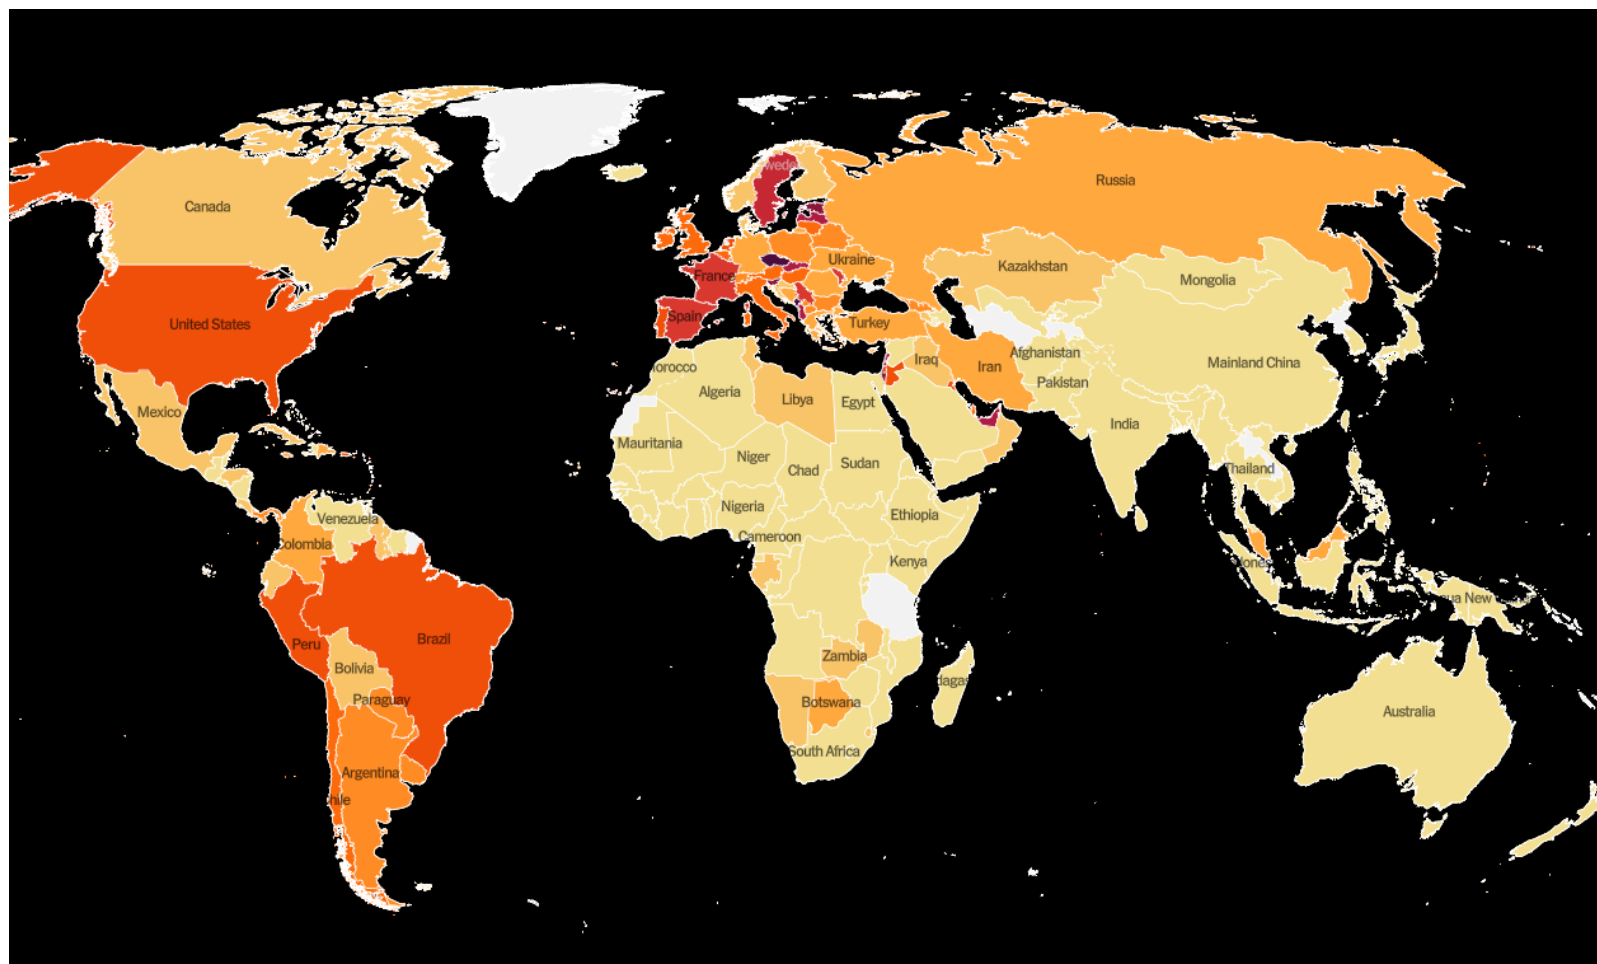 Russia
Canada
Ukraine
Kazakhstan
France
Mongolia
Spain
United States
Turkey
Afghanistan
Iraq
Mainland China
Iran
Pakistan
Algeria
Libya
Egypt
Mexico
India
Mauritania
Niger
Chad
Sudan
Thailand
Nigeria
Ethiopia
Venezuela
Cameroon
Kenya
Brazil
Peru
Zambia
Bolivia
Paraguay
Botswana
Australia
South Africa
Argentina